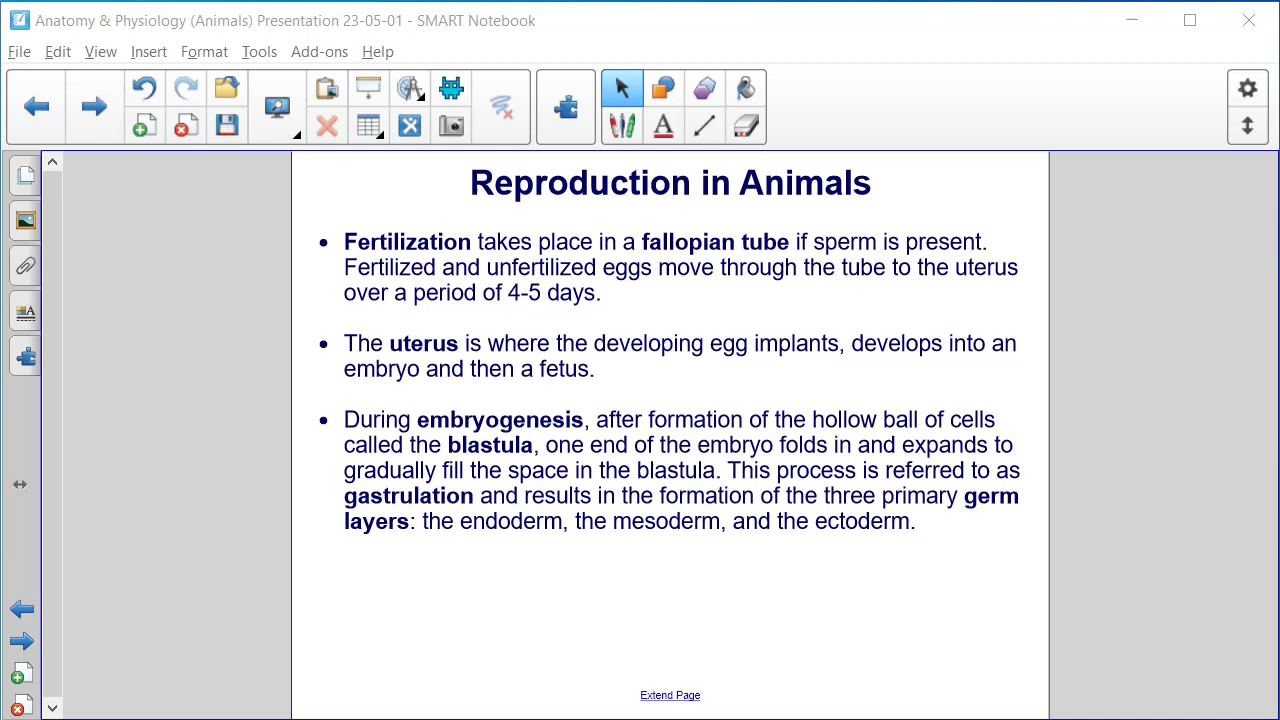 Anatomy & Physiology (Animals) Presentation 23-05-01 - SMART Notebook
File Edit View Insert Format Tools Add-ons Help
Reproduction in Animals
• Fertilization takes place in a fallopian tube if sperm is present.
Fertilized and unfertilized eggs move through the tube to the uterus
over a period of 4-5 days.
• The uterus is where the developing egg implants, develops into an
embryo and then a fetus.
• During embryogenesis, after formation of the hollow ball of cells
called the blastula, one end of the embryo folds in and expands to
gradually fill the space in the blastula. This process is referred to as
gastrulation and results in the formation of the three primary germ
layers: the endoderm, the mesoderm, and the ectoderm.
Extend Page